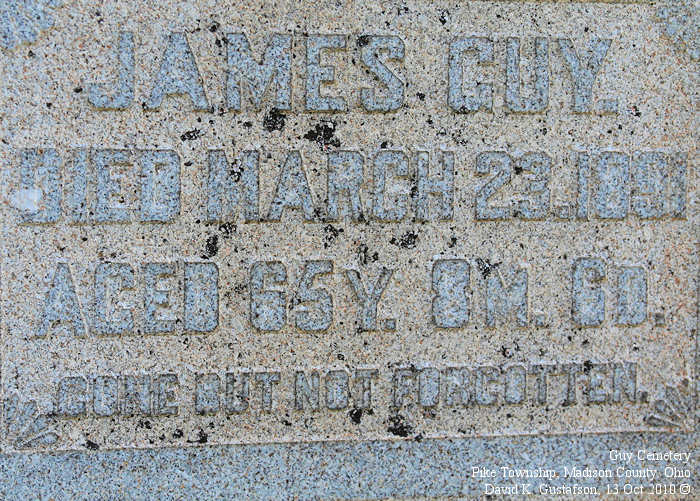 JAMES GUY.
DIED MARCH 23, 1891
AGED 65Y. 8M. 6D.
GONE BUT NOT FORGOTTEN.
Guy Cemetery
Pike Township, Madison County, Ohio
David K. Gustafson, 13 Oct 2010 ©